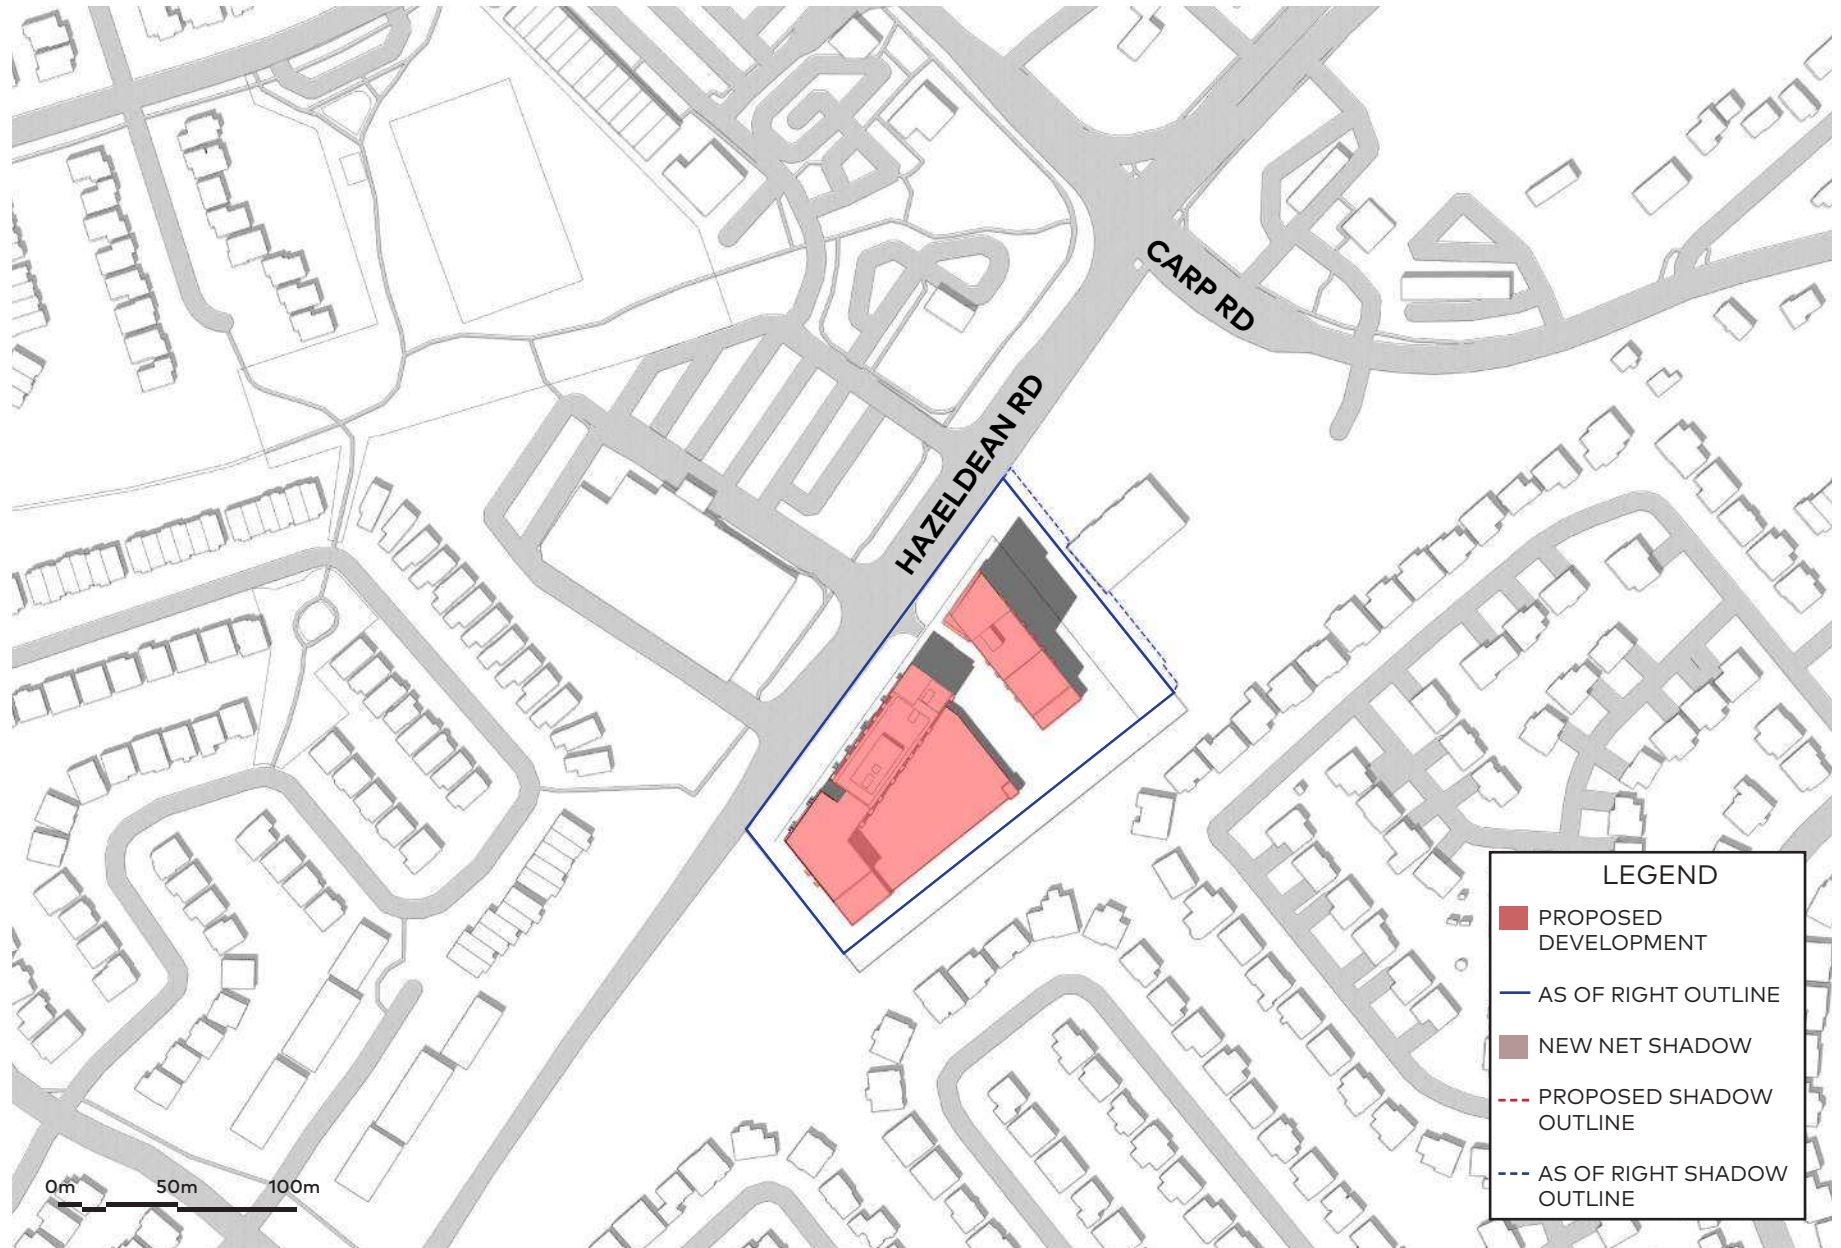 CARP RD
HAZELDEAN RD
LEGEND
PROPOSED
DEVELOPMENT
AS OF RIGHT OUTLINE
NEW NET SHADOW
PROPOSED SHADOW
OUTLINE
AS OF RIGHT SHADOW
OUTLINE
0m 50m 100m